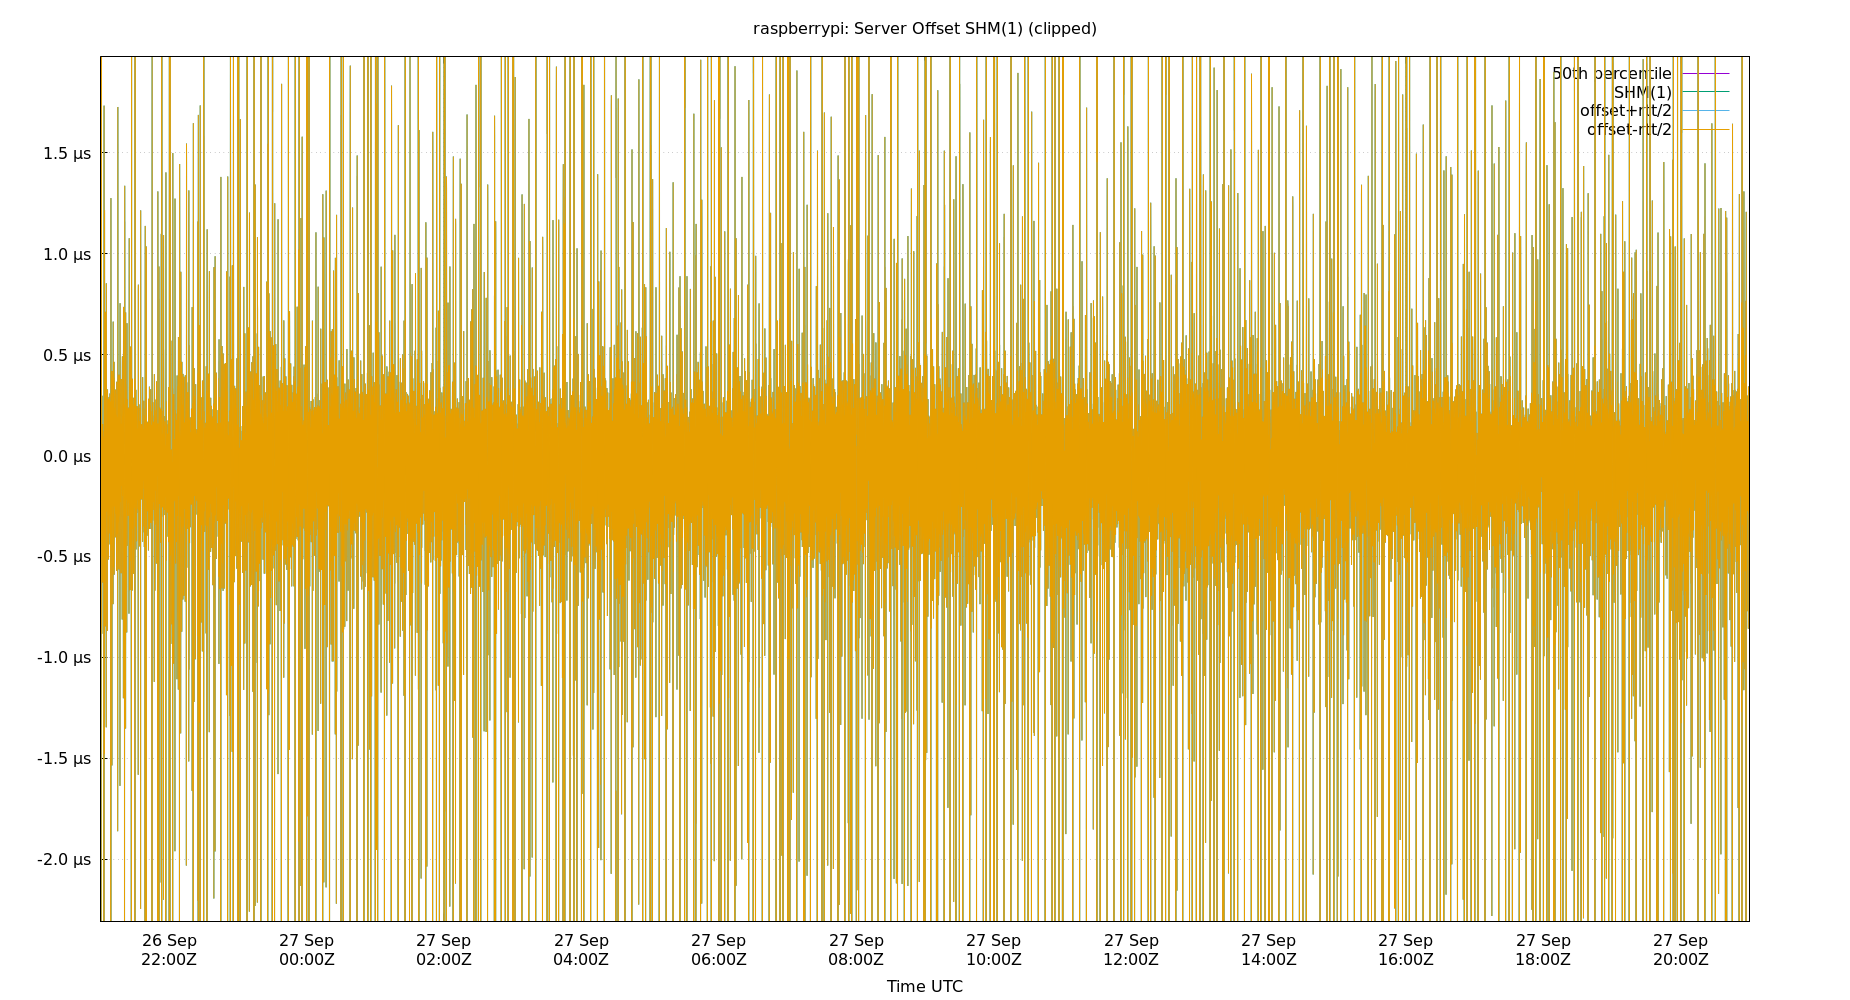 raspberrypi: Server Offset SHM(1) (clipped)
50th percentile
SHM(1)
offset+rtt/2
offset-rtt/2
1.5 µs
1.0 µs
0.5 µs
0.0 µs
-0.5 µs
-1.0 µs
-1.5 µs
-2.0 µs
26 Sep 27 Sep 27 Sep 27 Sep 27 Sep 27 Sep 27 Sep 27 Sep 27 Sep 27 Sep 27 Sep 27 Sep
22:00Z 00:00Z 02:00Z 04:00Z 06:00Z 08:00Z 10:00Z 12:00Z 14:00Z 16:00Z 18:00Z 20:00Z
Time UTC